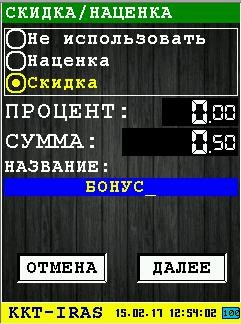 СКИДКА/НАЦЕНКА
Не использовать
Наценка
Скидка
ПРОЦЕНТ: 0.00
СУММА: 0.50
НАЗВАНИЕ:
БОНУС_
ОТМЕНА ДАЛЕЕ
KKT-IRAS 15.02.17 12:54:02 100